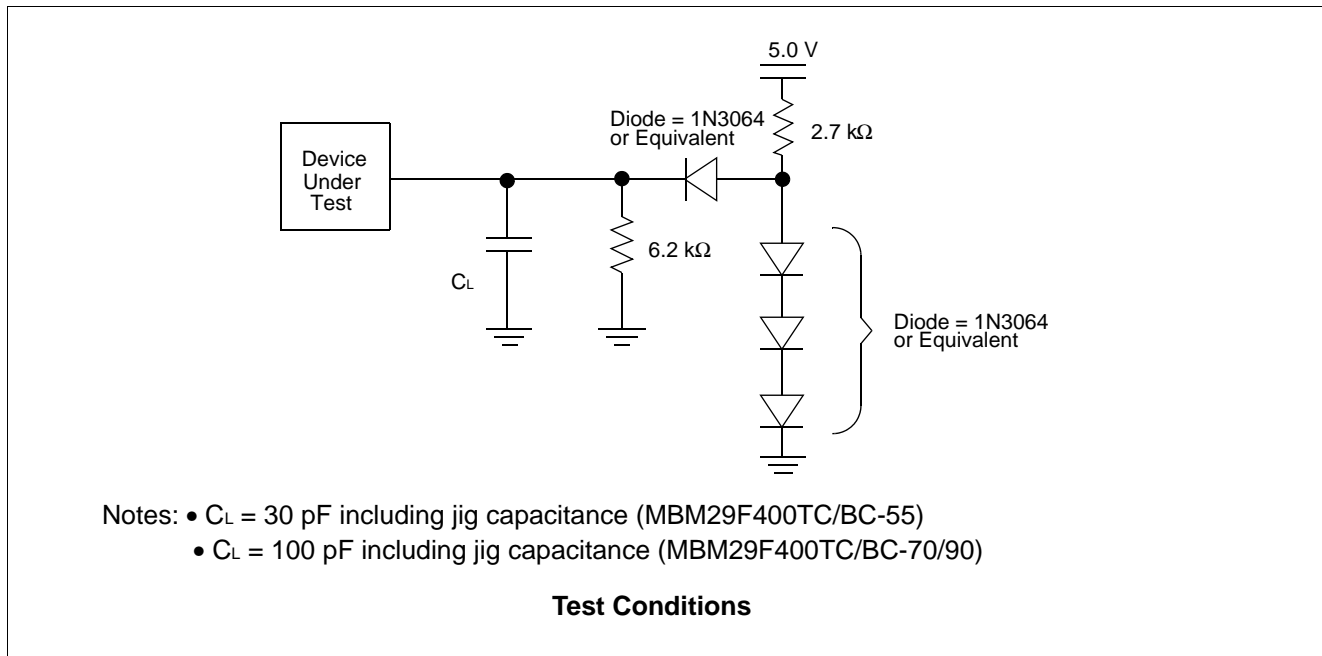 5.0 V
Diode = 1N3064
or Equivalent
2.7 kΩ
Device
Under
Test
6.2 kΩ
CL
Diode = 1N3064
or Equivalent
Notes: • CL = 30 pF including jig capacitance (MBM29F400TC/BC-55)
• CL = 100 pF including jig capacitance (MBM29F400TC/BC-70/90)
Test Conditions